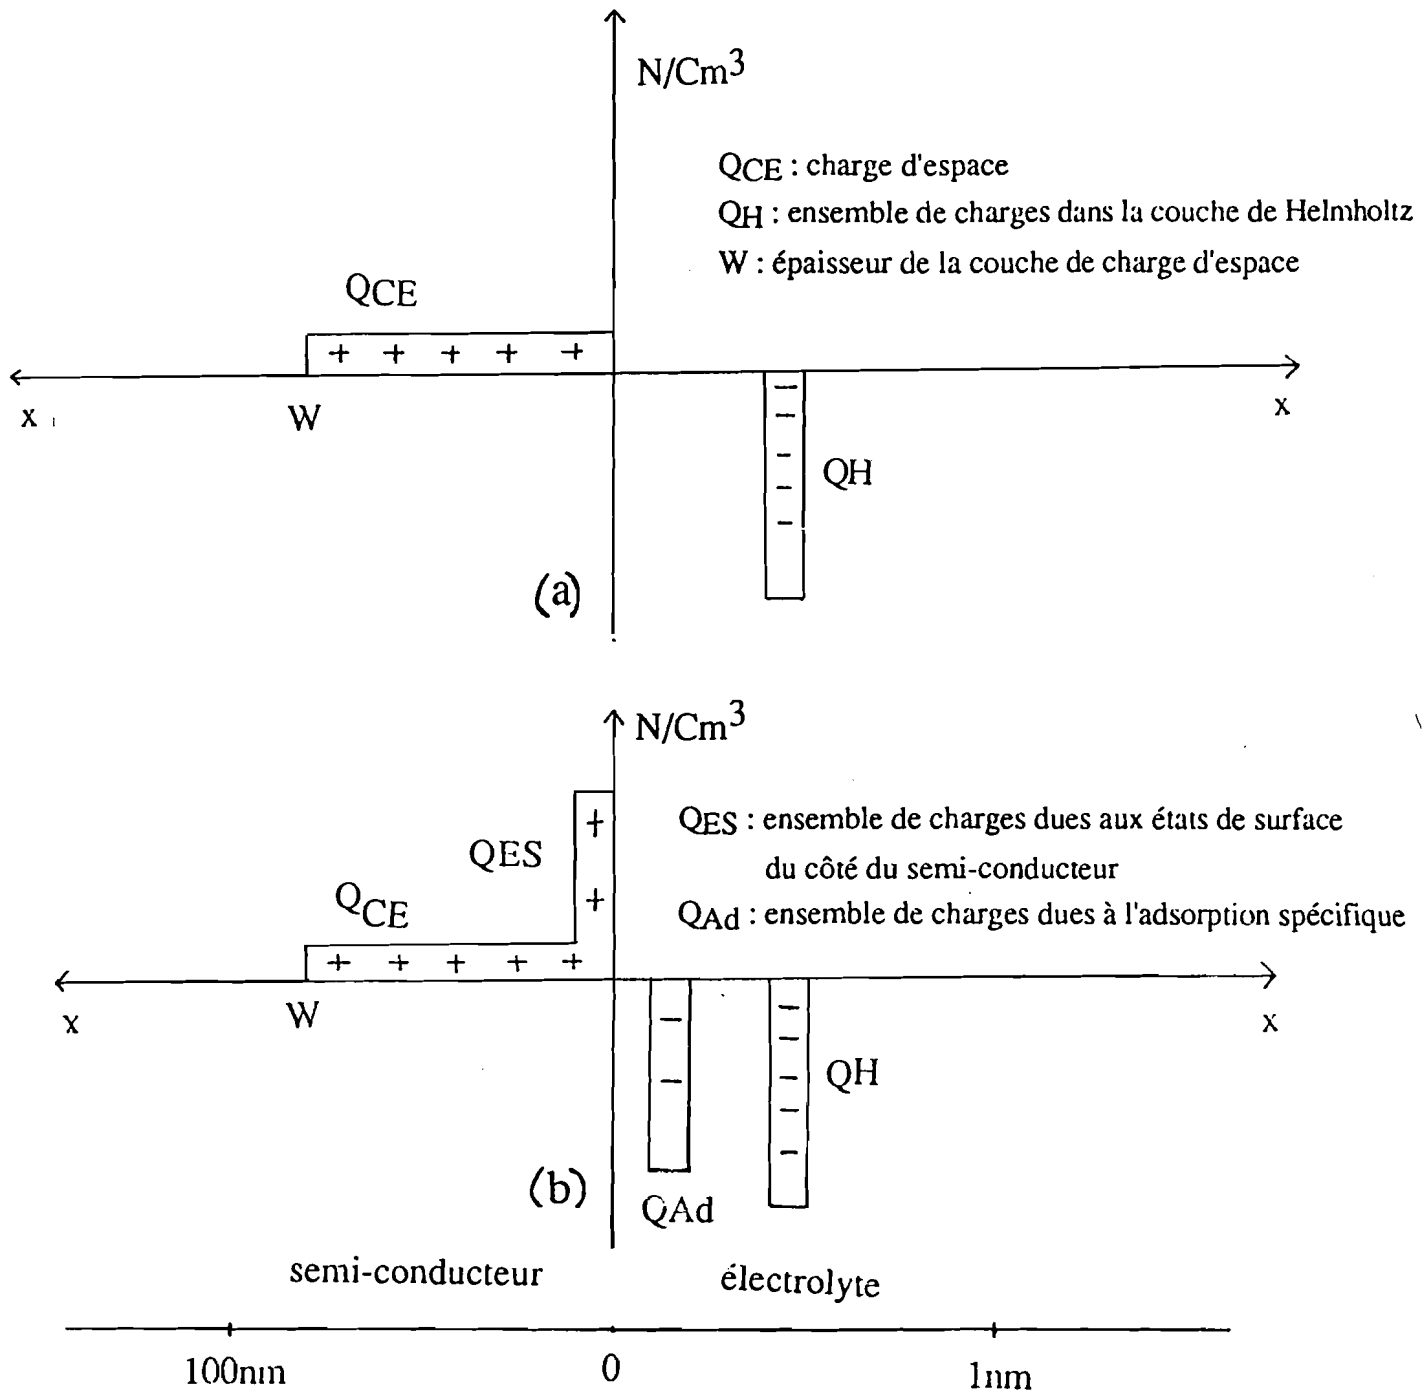 N/Cm³
QCE : charge d'espace
QH : ensemble de charges dans la couche de Helmholtz
W : épaisseur de la couche de charge d'espace
QCE
+ + + + +
x
W
x
QH
(a)
N/Cm³
QES : ensemble de charges dues aux états de surface
du côté du semi-conducteur
QAd : ensemble de charges dues à l'adsorption spécifique
QES
+
+
QCE
+ + + + +
x
W
x
QH
(b)
QAd
semi-conducteur
électrolyte
100nm
0
1nm